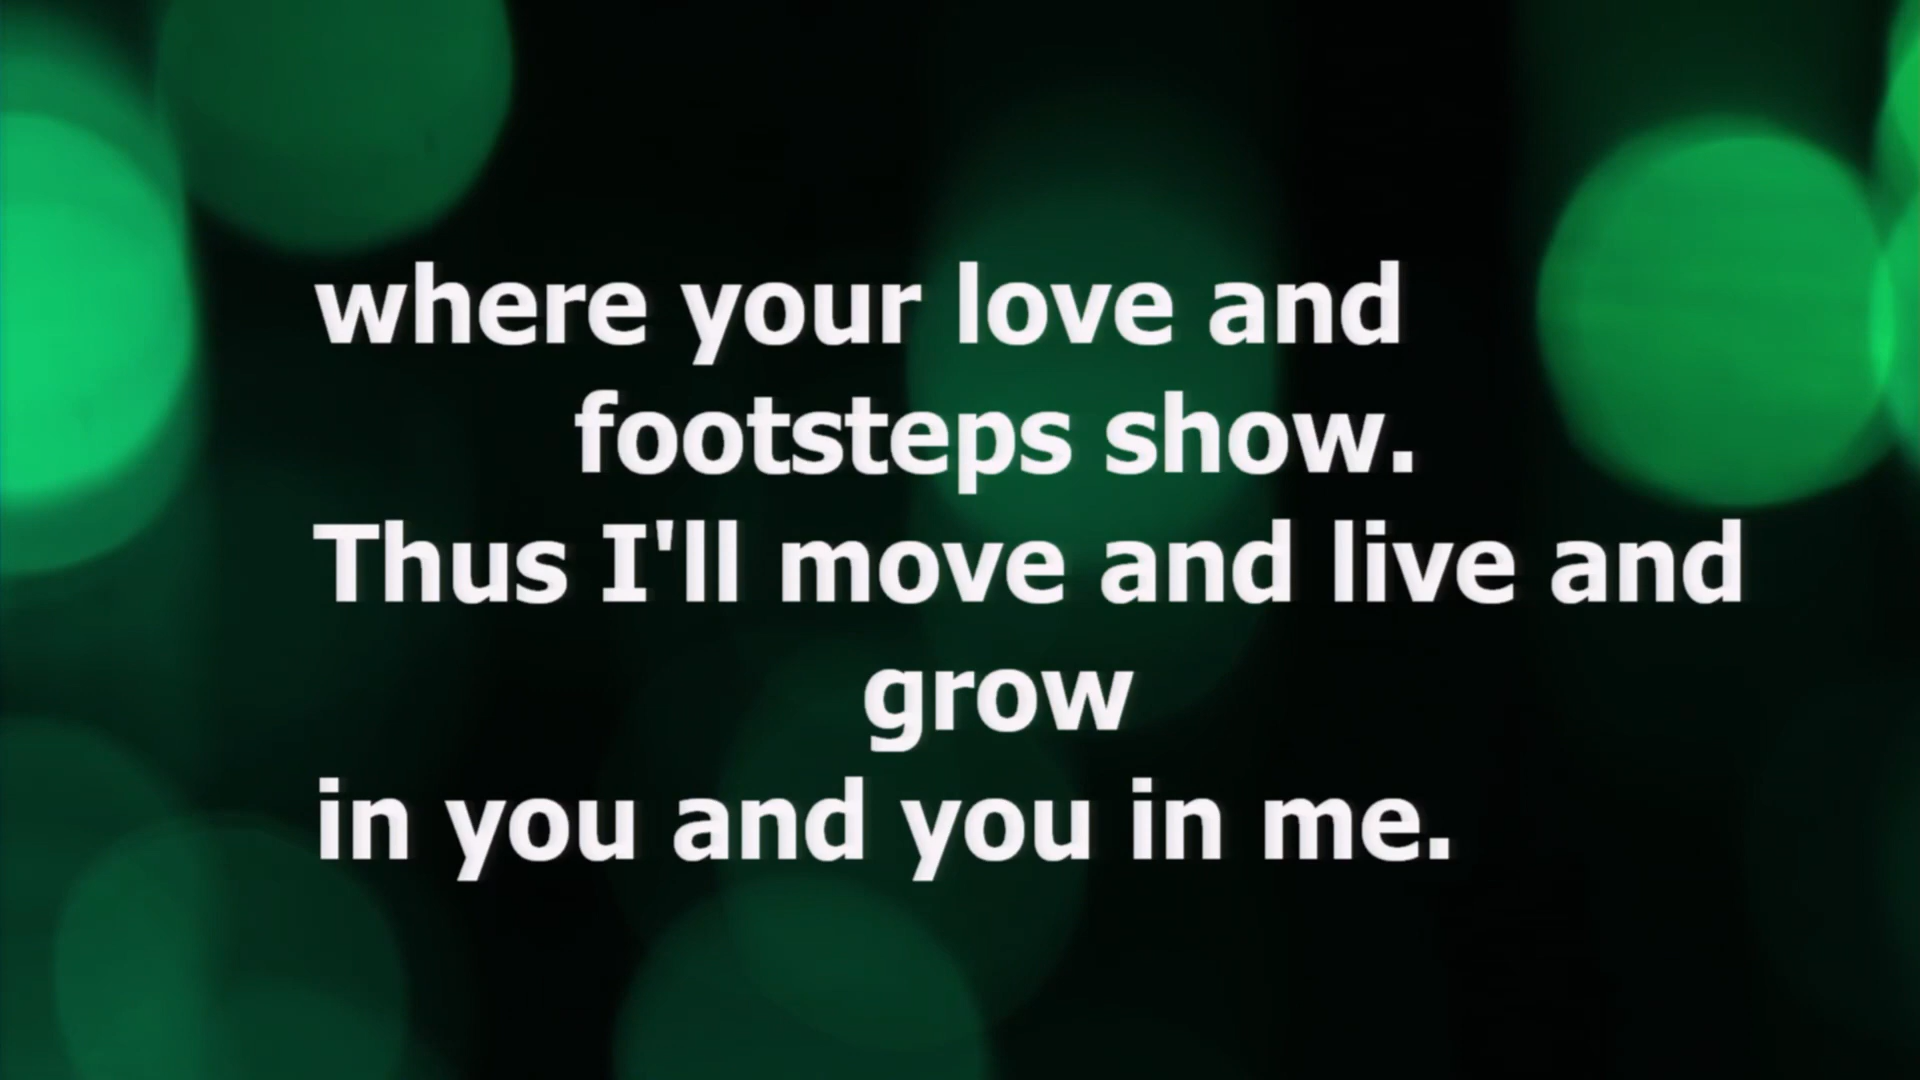 where your love and
footsteps show.
Thus I'll move and live and
grow
in you and you in me.